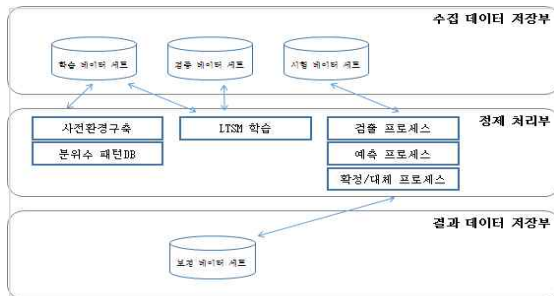 수집 데이터 저장부
학습 데이터 세트
검증 데이터 세트
시험 데이터 세트
정제 처리부
사전환경구축
LTSM 학습
검출 프로세스
분위수 패턴DB
예측 프로세스
확정/대체 프로세스
결과 데이터 저장부
보정 데이터 세트